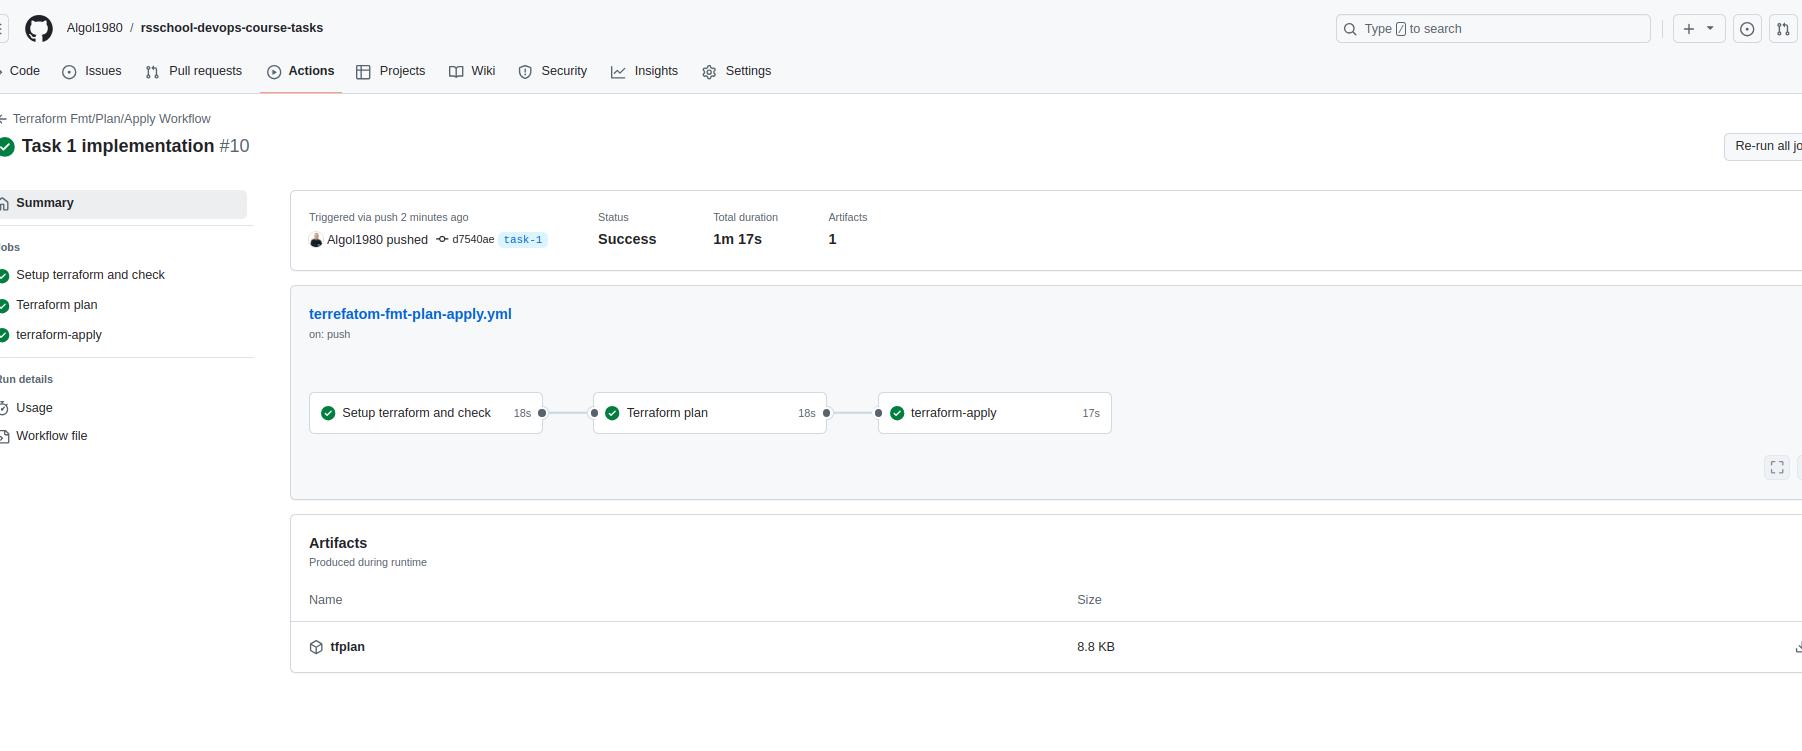 Algol1980 / rsschool-devops-course-tasks
Type / to search
Code Issues Pull requests Actions Projects Wiki Security Insights Settings
Terraform Fmt/Plan/Apply Workflow
Task 1 implementation #10
Re-run all jo
Summary
Triggered via push 2 minutes ago Status Total duration Artifacts
Algol1980 pushed d7540ae task-1 Success 1m 17s 1
obs
Setup terraform and check
Terraform plan
terraform-apply
Run details
Usage
Workflow file
terrefatom-fmt-plan-apply.yml
on: push
Setup terraform and check 18s
Terraform plan 18s
terraform-apply 17s
Artifacts
Produced during runtime
Name Size
tfplan 8.8 KB